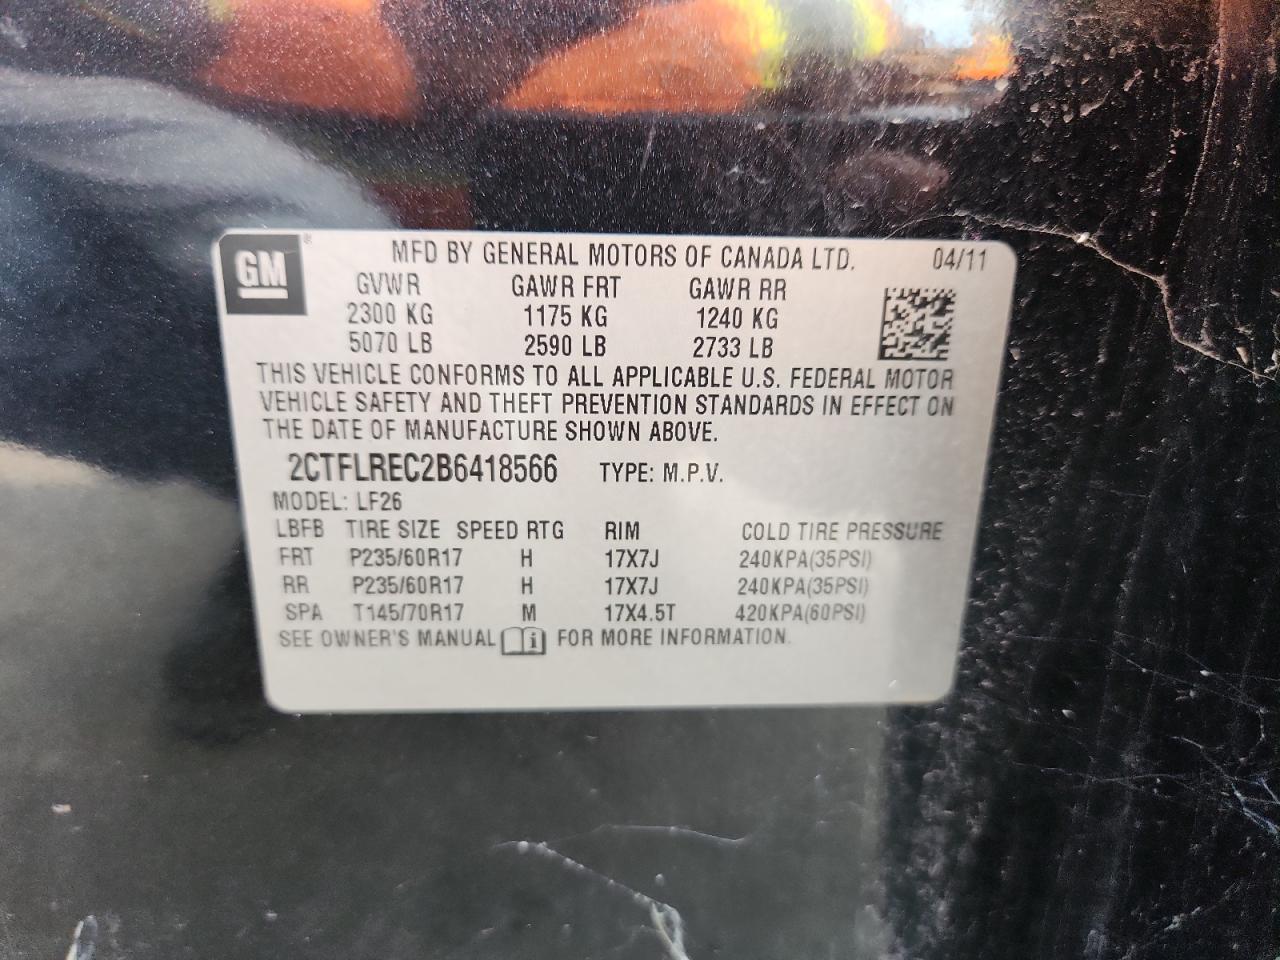 GM® MFD BY GENERAL MOTORS OF CANADA LTD. 04/11
GVWR GAWR FRT GAWR RR
2300 KG 1175 KG 1240 KG
5070 LB 2590 LB 2733 LB
THIS VEHICLE CONFORMS TO ALL APPLICABLE U.S. FEDERAL MOTOR
VEHICLE SAFETY AND THEFT PREVENTION STANDARDS IN EFFECT ON
THE DATE OF MANUFACTURE SHOWN ABOVE.
2CTFLREC2B6418566 TYPE: M.P.V.
MODEL: LF26
LBFB TIRE SIZE SPEED RTG RIM COLD TIRE PRESSURE
FRT P235/60R17 H 17X7J 240KPA(35PSI)
RR P235/60R17 H 17X7J 240KPA(35PSI)
SPA T145/70R17 M 17X4.5T 420KPA(60PSI)
SEE OWNER'S MANUAL i FOR MORE INFORMATION.